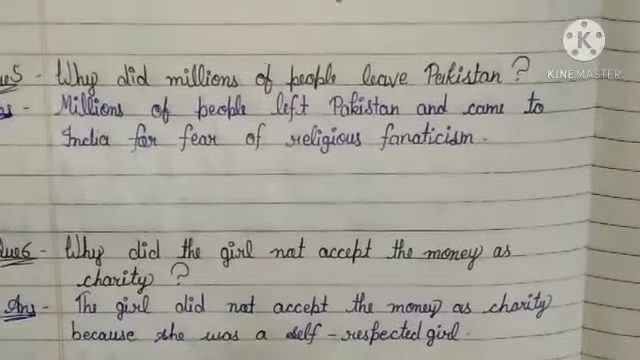 KINEMASTER
Ques5 - Why did millions of people leave Pakistan ?
Ans - Millions of people left Pakistan and came to
India for fear of religious fanaticism.
Que6 - Why did the girl not accept the money as
charity ?
Ans - The girl did not accept the money as charity
because she was a self-respected girl.